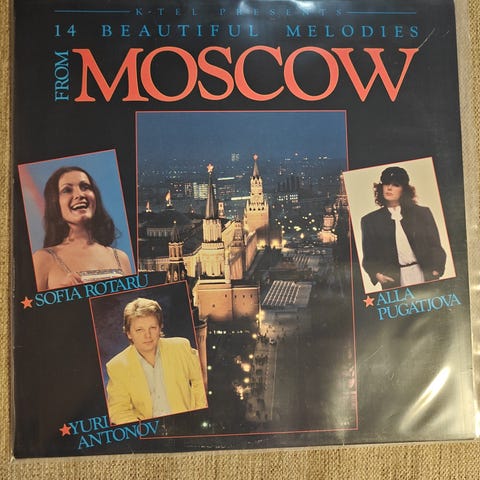 K-TEL PRESENTS
14 BEAUTIFUL MELODIES
FROM
MOSCOW
SOFIA ROTARU
ALLA
PUGATJOVA
YURI
ANTONOV